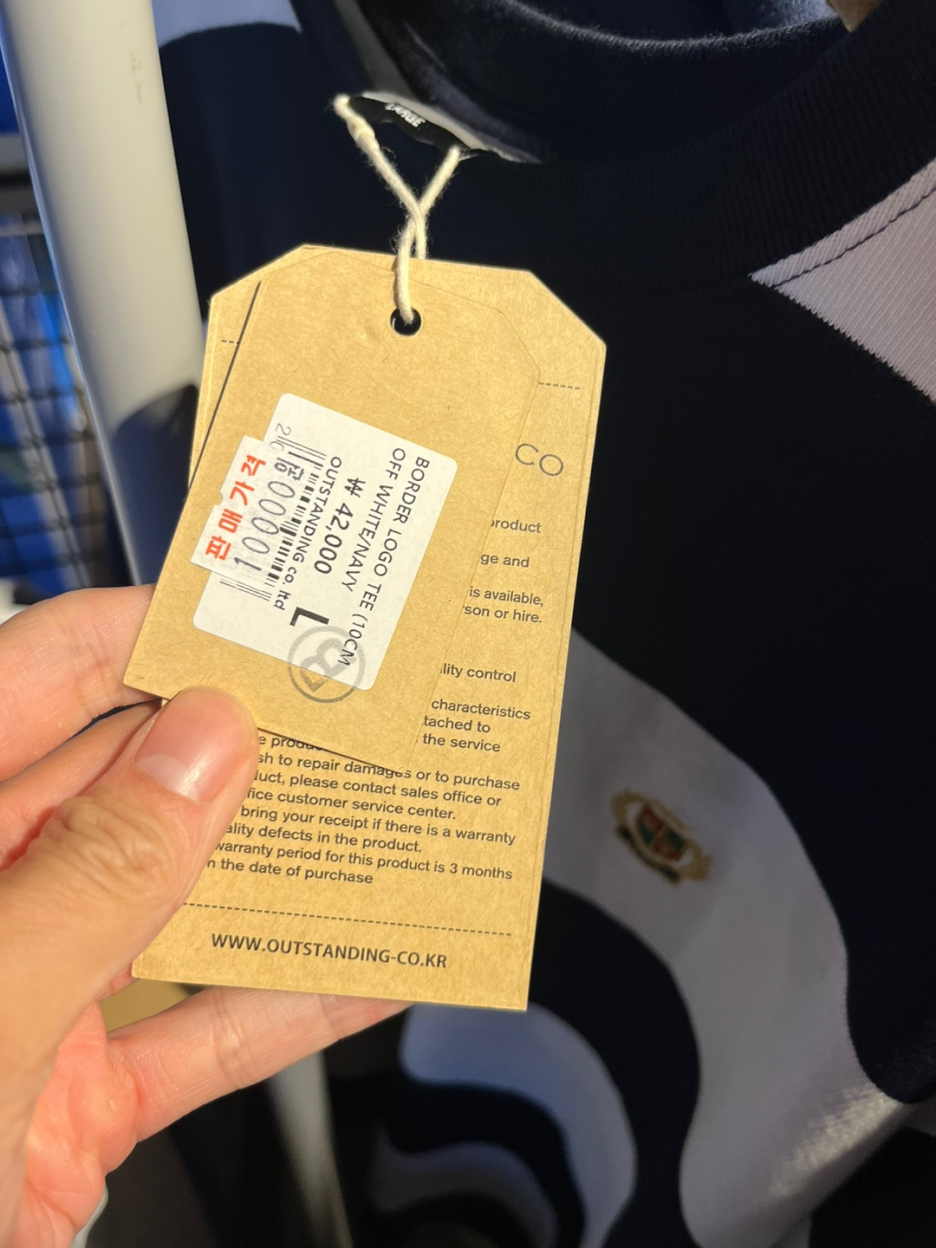 BORDER LOGO TEE (10CM
OFF WHITE/NAVY
₩ 42,000
OUTSTANDING co. ltd
L
판매가격
CO
product
ge and
is available,
son or hire.
lity control
characteristics
tached to
the service
e produ
sh to repair damages or to purchase
uct, please contact sales office or
fice customer service center.
bring your receipt if there is a warranty
ality defects in the product.
warranty period for this product is 3 months
n the date of purchase
WWW.OUTSTANDING-CO.KR